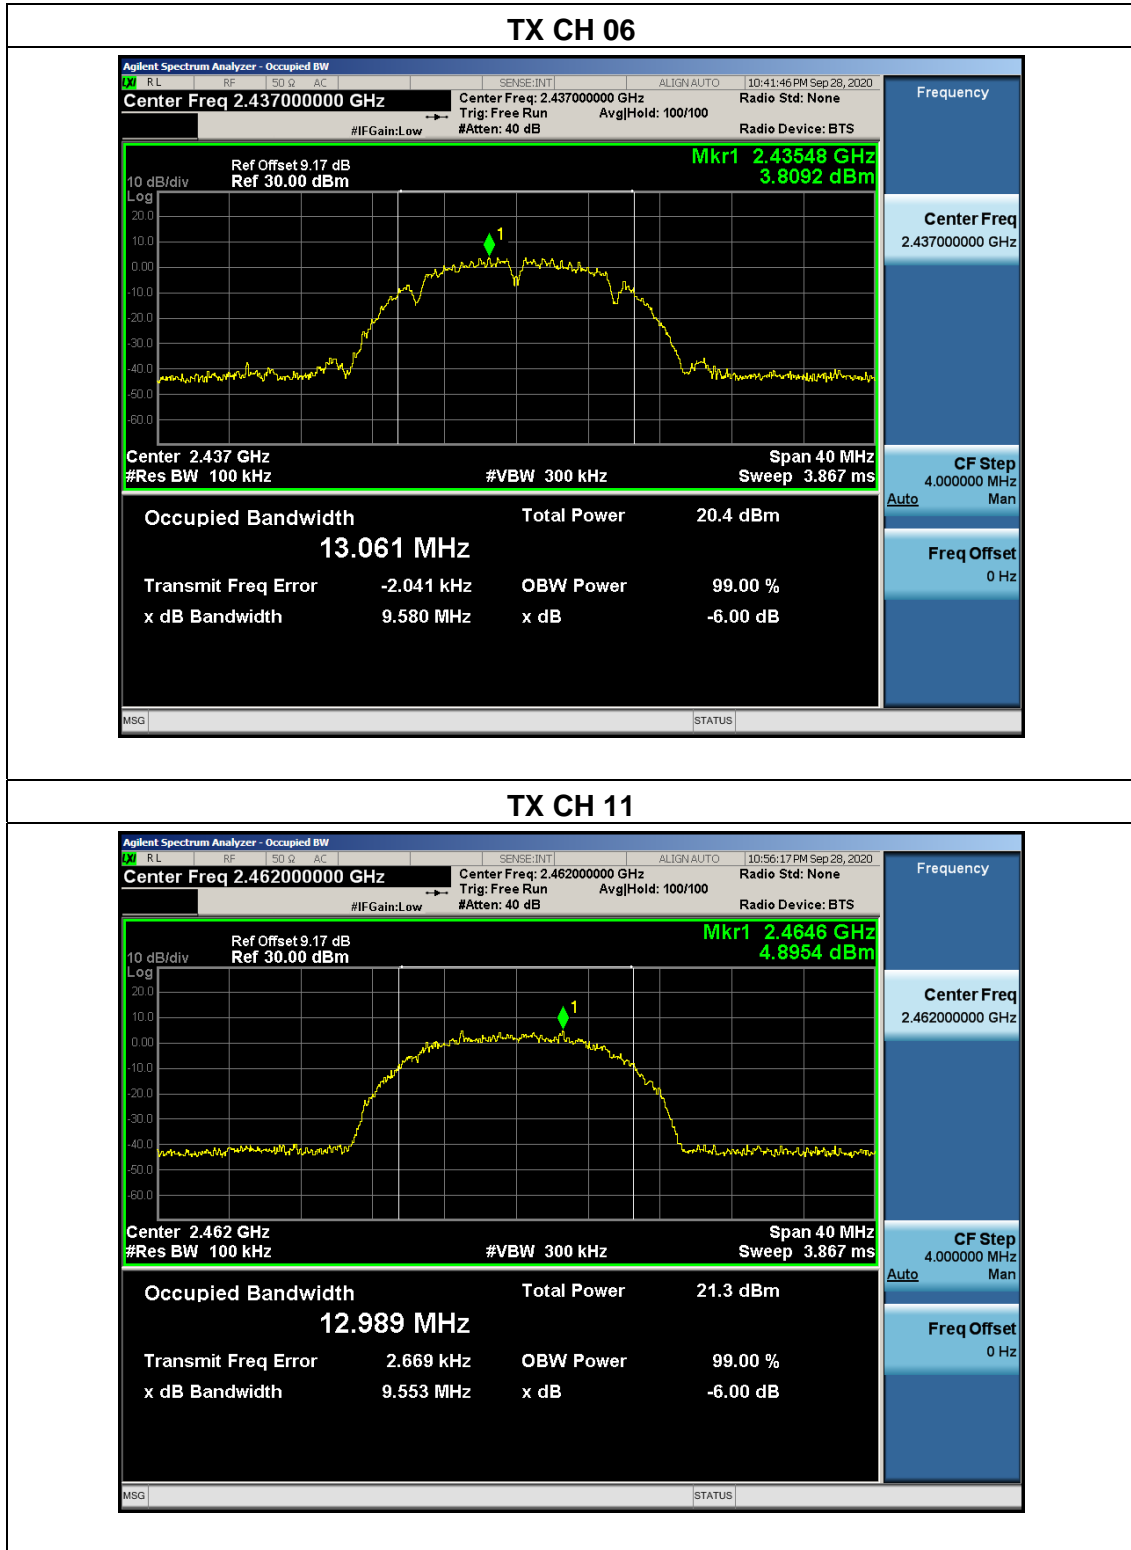 TX CH 06
Agilent Spectrum Analyzer - Occupied BW
LXI RL RF 50 Ω AC SENSE:INT ALIGN AUTO 10:41:46 PM Sep 28, 2020
Center Freq 2.437000000 GHz
Center Freq: 2.437000000 GHz
Radio Std: None
Trig: Free Run Avg|Hold: 100/100
#IFGain:Low #Atten: 40 dB Radio Device: BTS
Frequency
Mkr1 2.43548 GHz
3.8092 dBm
Ref Offset 9.17 dB
10 dB/div Ref 30.00 dBm
Log
20.0
10.0
0.00
-10.0
-20.0
-30.0
-40.0
-50.0
-60.0
1
Center 2.437 GHz Span 40 MHz
#Res BW 100 kHz #VBW 300 kHz Sweep 3.867 ms
Center Freq
2.437000000 GHz
CF Step
4.000000 MHz
Auto Man
Freq Offset
0 Hz
Occupied Bandwidth Total Power 20.4 dBm
13.061 MHz
Transmit Freq Error -2.041 kHz OBW Power 99.00 %
x dB Bandwidth 9.580 MHz x dB -6.00 dB
MSG STATUS
TX CH 11
Agilent Spectrum Analyzer - Occupied BW
LXI RL RF 50 Ω AC SENSE:INT ALIGN AUTO 10:56:17 PM Sep 28, 2020
Center Freq 2.462000000 GHz
Center Freq: 2.462000000 GHz
Radio Std: None
Trig: Free Run Avg|Hold: 100/100
#IFGain:Low #Atten: 40 dB Radio Device: BTS
Frequency
Mkr1 2.4646 GHz
4.8954 dBm
Ref Offset 9.17 dB
10 dB/div Ref 30.00 dBm
Log
20.0
10.0
0.00
-10.0
-20.0
-30.0
-40.0
-50.0
-60.0
1
Center 2.462 GHz Span 40 MHz
#Res BW 100 kHz #VBW 300 kHz Sweep 3.867 ms
Center Freq
2.462000000 GHz
CF Step
4.000000 MHz
Auto Man
Freq Offset
0 Hz
Occupied Bandwidth Total Power 21.3 dBm
12.989 MHz
Transmit Freq Error 2.669 kHz OBW Power 99.00 %
x dB Bandwidth 9.553 MHz x dB -6.00 dB
MSG STATUS